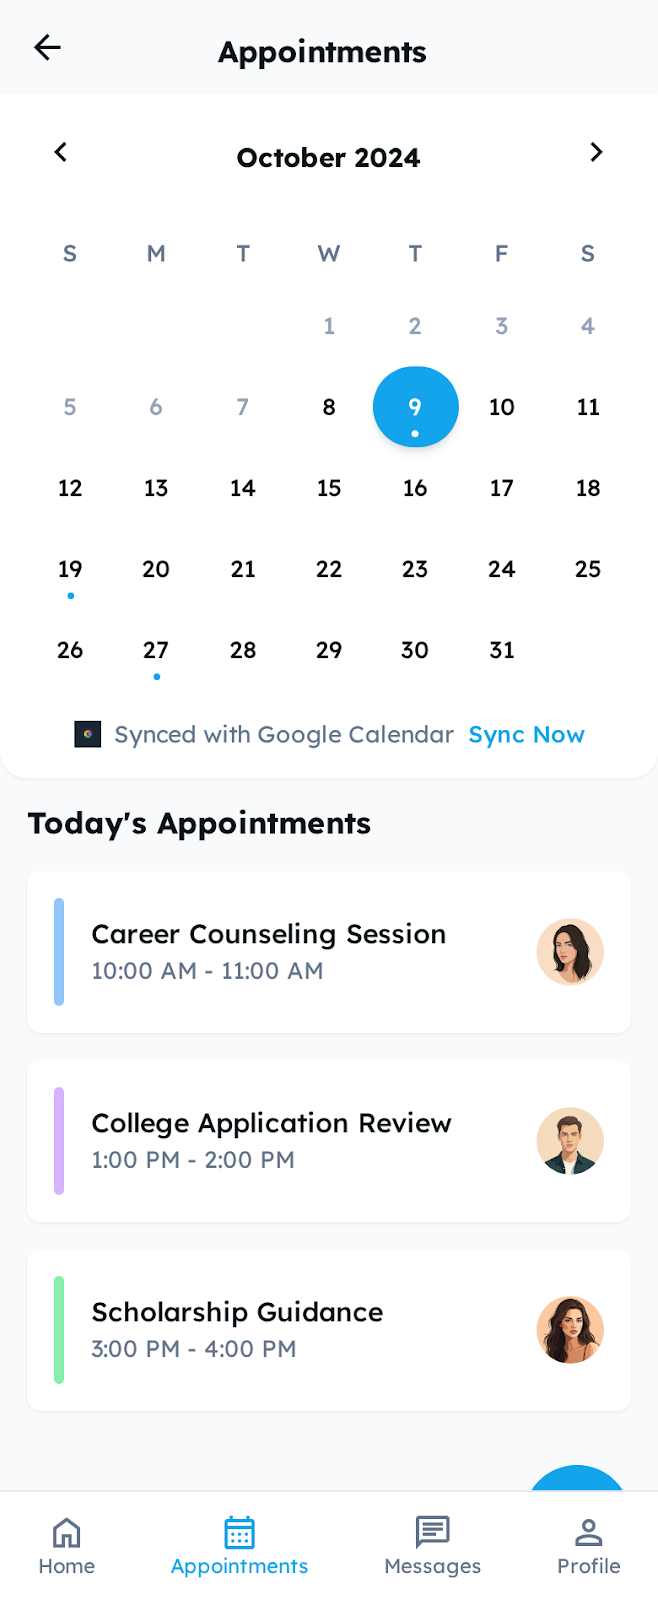 Appointments
October 2024
S M T W T F S
1 2 3 4
5 6 7 8 9 10 11
12 13 14 15 16 17 18
19 20 21 22 23 24 25
26 27 28 29 30 31
Synced with Google Calendar Sync Now
Today's Appointments
Career Counseling Session
10:00 AM - 11:00 AM
College Application Review
1:00 PM - 2:00 PM
Scholarship Guidance
3:00 PM - 4:00 PM
Home Appointments Messages Profile